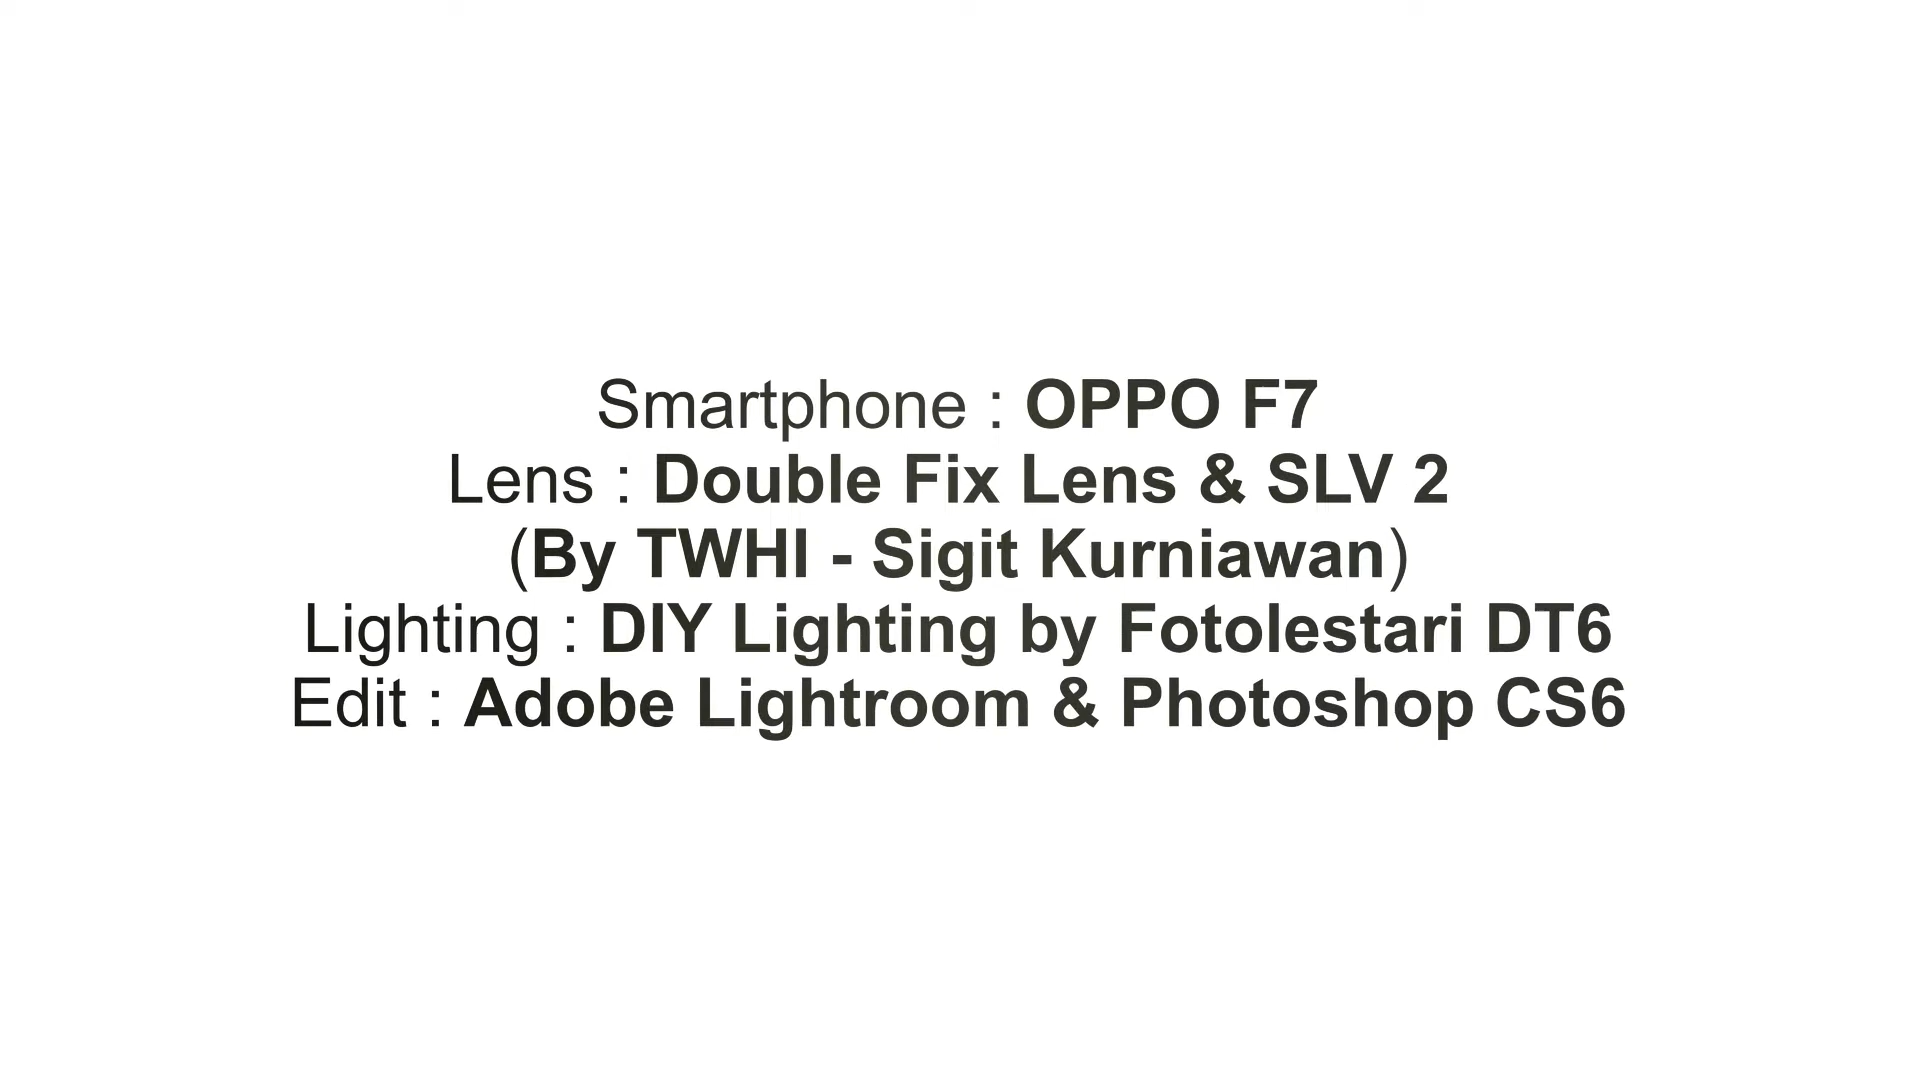 Smartphone : OPPO F7
Lens : Double Fix Lens & SLV 2
(By TWHI - Sigit Kurniawan)
Lighting : DIY Lighting by Fotolestari DT6
Edit : Adobe Lightroom & Photoshop CS6